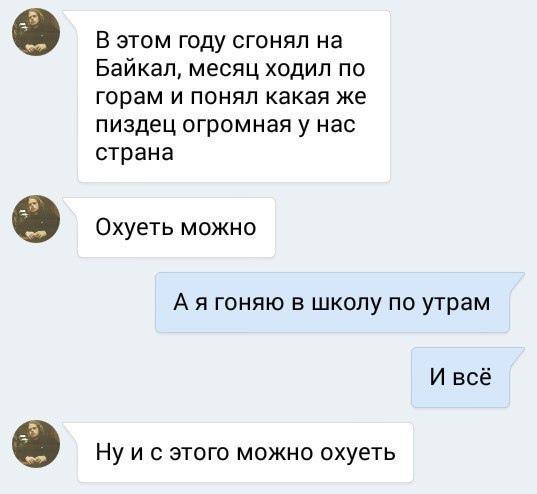 В этом году сгонял на
Байкал, месяц ходил по
горам и понял какая же
пиздец огромная у нас
страна
Охуеть можно
А я гоняю в школу по утрам
И всё
Ну и с этого можно охуеть